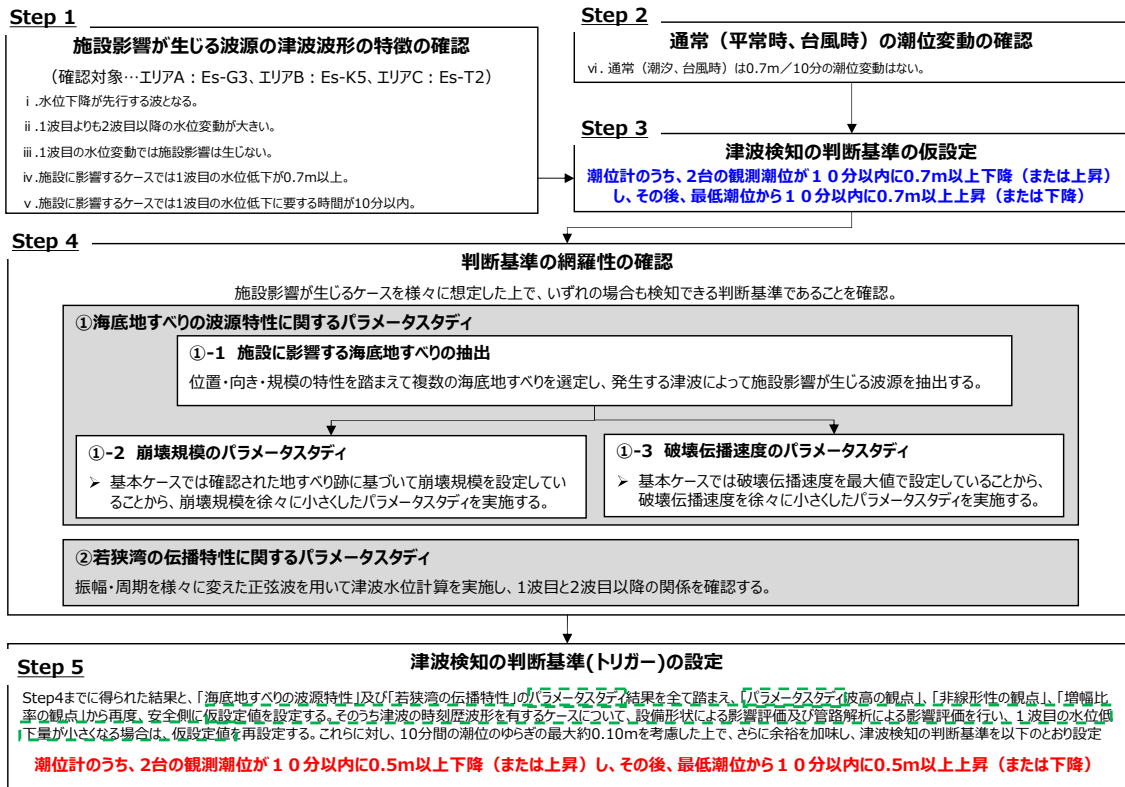 Step 1
施設影響が生じる波源の津波波形の特徴の確認
（確認対象…エリアA：Es-G3、エリアB：Es-K5、エリアC：Es-T2）
ⅰ.水位下降が先行する波となる。
ⅱ.1波目よりも2波目以降の水位変動が大きい。
ⅲ.1波目の水位変動では施設影響は生じない。
ⅳ.施設に影響するケースでは1波目の水位低下が0.7m以上。
ⅴ.施設に影響するケースでは1波目の水位低下に要する時間が10分以内。
Step 2
通常（平常時、台風時）の潮位変動の確認
ⅵ. 通常（潮汐、台風時）は0.7m／10分の潮位変動はない。
Step 3
津波検知の判断基準の仮設定
潮位計のうち、2台の観測潮位が１０分以内に0.7m以上下降（または上昇）
し、その後、最低潮位から１０分以内に0.7m以上上昇（または下降）
Step 4
判断基準の網羅性の確認
施設影響が生じるケースを様々に想定した上で、いずれの場合も検知できる判断基準であることを確認。
①海底地すべりの波源特性に関するパラメータスタディ
①-1 施設に影響する海底地すべりの抽出
位置・向き・規模の特性を踏まえて複数の海底地すべりを選定し、発生する津波によって施設影響が生じる波源を抽出する。
①-2 崩壊規模のパラメータスタディ
➢ 基本ケースでは確認された地すべり跡に基づいて崩壊規模を設定してい
ることから、崩壊規模を徐々に小さくしたパラメータスタディを実施する。
①-3 破壊伝播速度のパラメータスタディ
➢ 基本ケースでは破壊伝播速度を最大値で設定していることから、
破壊伝播速度を徐々に小さくしたパラメータスタディを実施する。
②若狭湾の伝播特性に関するパラメータスタディ
振幅・周期を様々に変えた正弦波を用いて津波水位計算を実施し、1波目と2波目以降の関係を確認する。
Step 5
津波検知の判断基準(トリガー)の設定
Step4までに得られた結果と、「海底地すべりの波源特性」及び「若狭湾の伝播特性」のパラメータスタディ結果を全て踏まえ、「パラメータスタディ波高の観点」、「非線形性の観点」、「増幅比
率の観点」から再度、安全側に仮設定値を設定する。そのうち津波の時刻歴波形を有するケースについて、設備形状による影響評価及び管路解析による影響評価を行い、１波目の水位低
下量が小さくなる場合は、仮設定値を再設定する。これらに対し、10分間の潮位のゆらぎの最大約0.10mを考慮した上で、さらに余裕を加味し、津波検知の判断基準を以下のとおり設定
潮位計のうち、2台の観測潮位が１０分以内に0.5m以上下降（または上昇）し、その後、最低潮位から１０分以内に0.5m以上上昇（または下降）